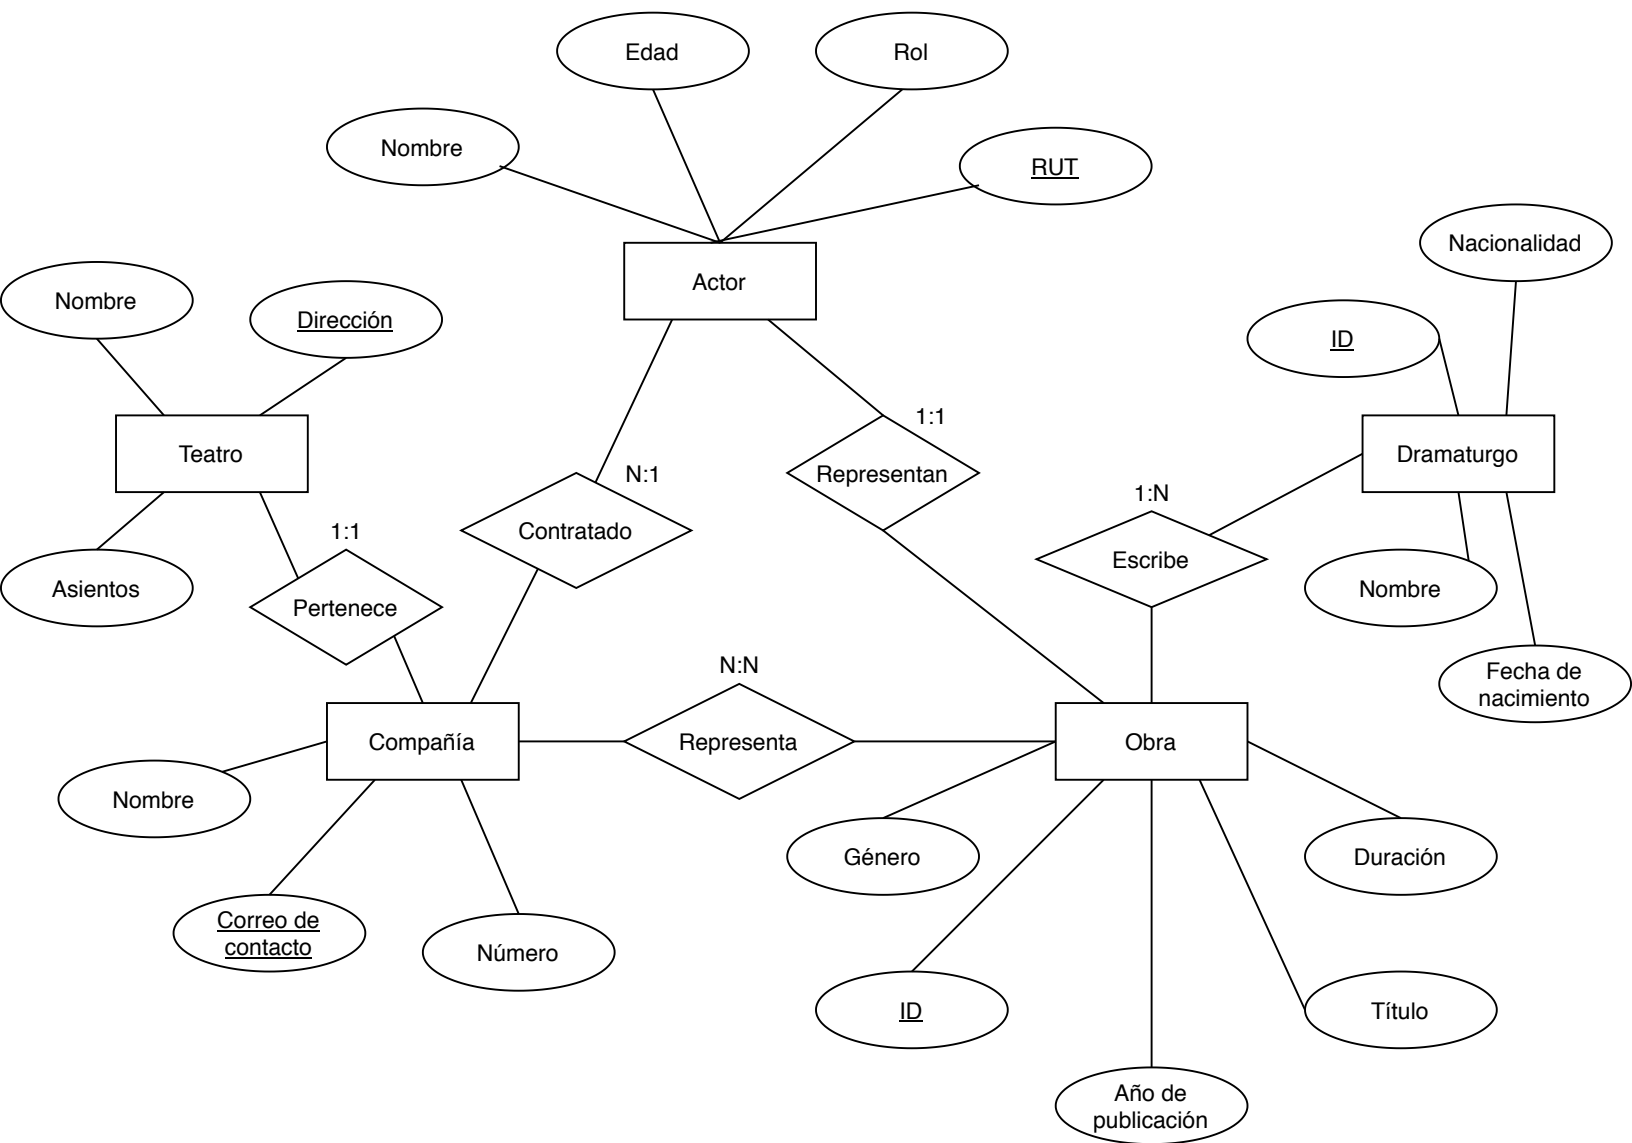 Edad
Rol
Nombre
RUT
Nacionalidad
Actor
Nombre
Dirección
ID
1:1
Teatro
Dramaturgo
N:1
Representan
1:N
1:1
Contratado
Escribe
Asientos
Nombre
Pertenece
N:N
Fecha de
nacimiento
Compañía
Representa
Obra
Nombre
Género
Duración
Correo de
contacto
Número
ID
Título
Año de
publicación